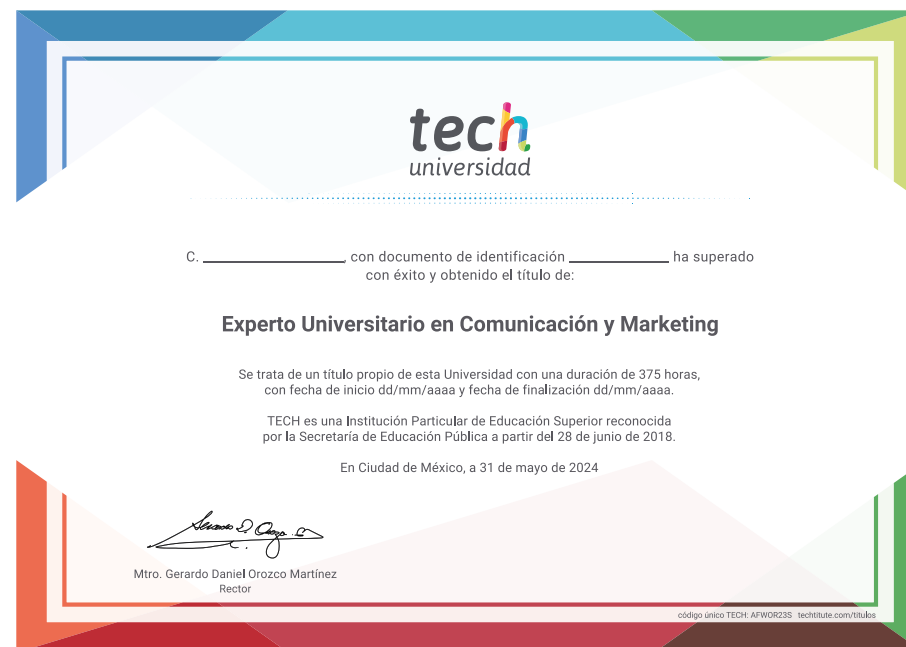 tech
universidad
C. ____________, con documento de identificación ____________ ha superado
con éxito y obtenido el título de:
Experto Universitario en Comunicación y Marketing
Se trata de un título propio de esta Universidad con una duración de 375 horas,
con fecha de inicio dd/mm/aaaa y fecha de finalización dd/mm/aaaa.
TECH es una Institución Particular de Educación Superior reconocida
por la Secretaría de Educación Pública a partir del 28 de junio de 2018.
En Ciudad de México, a 31 de mayo de 2024
Mtro. Gerardo Daniel Orozco Martínez
Rector
código único TECH: AFWOR23S techtitute.com/titulos